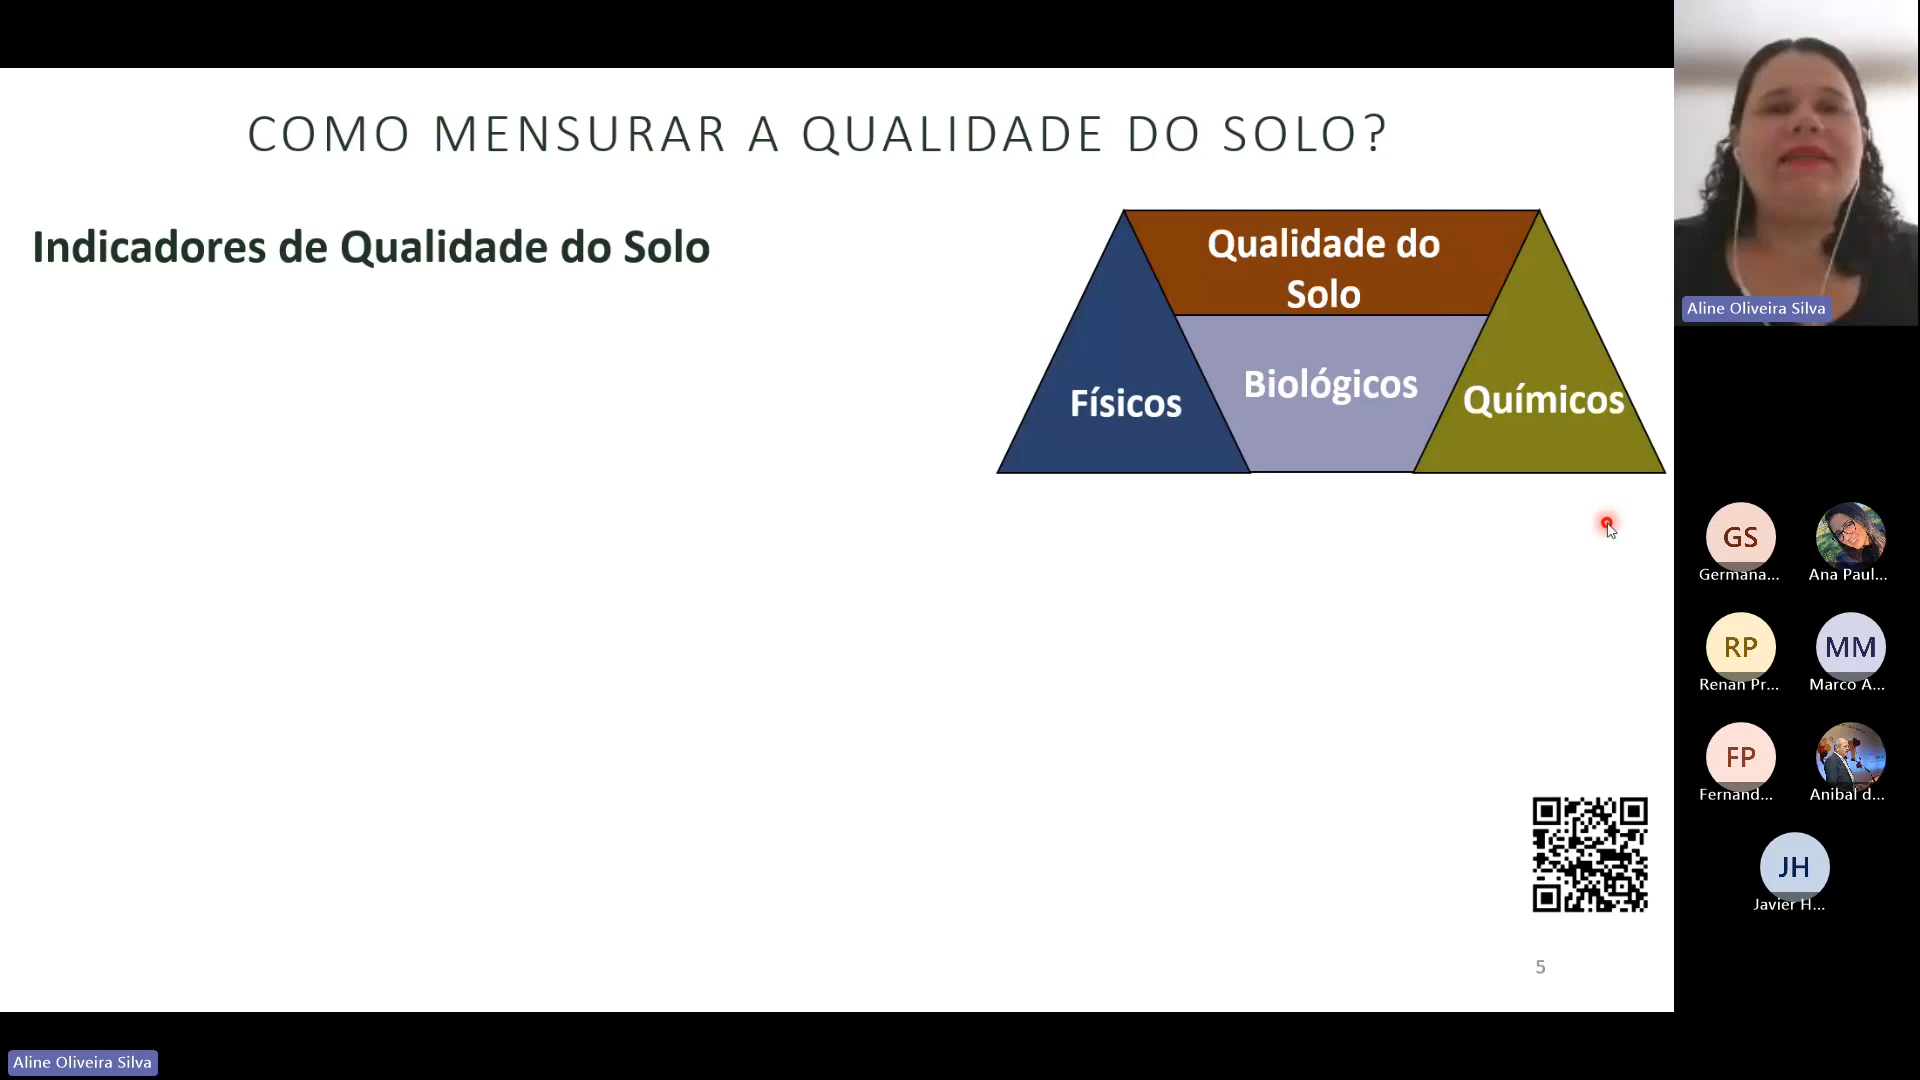 COMO MENSURAR A QUALIDADE DO SOLO?
Indicadores de Qualidade do Solo
Qualidade do
Solo
Físicos
Biológicos
Químicos
5
Aline Oliveira Silva
GS
Germana...
Ana Paul...
RP
Renan Pr...
MM
Marco A...
FP
Fernand...
Anibal d...
JH
Javier H...
Aline Oliveira Silva